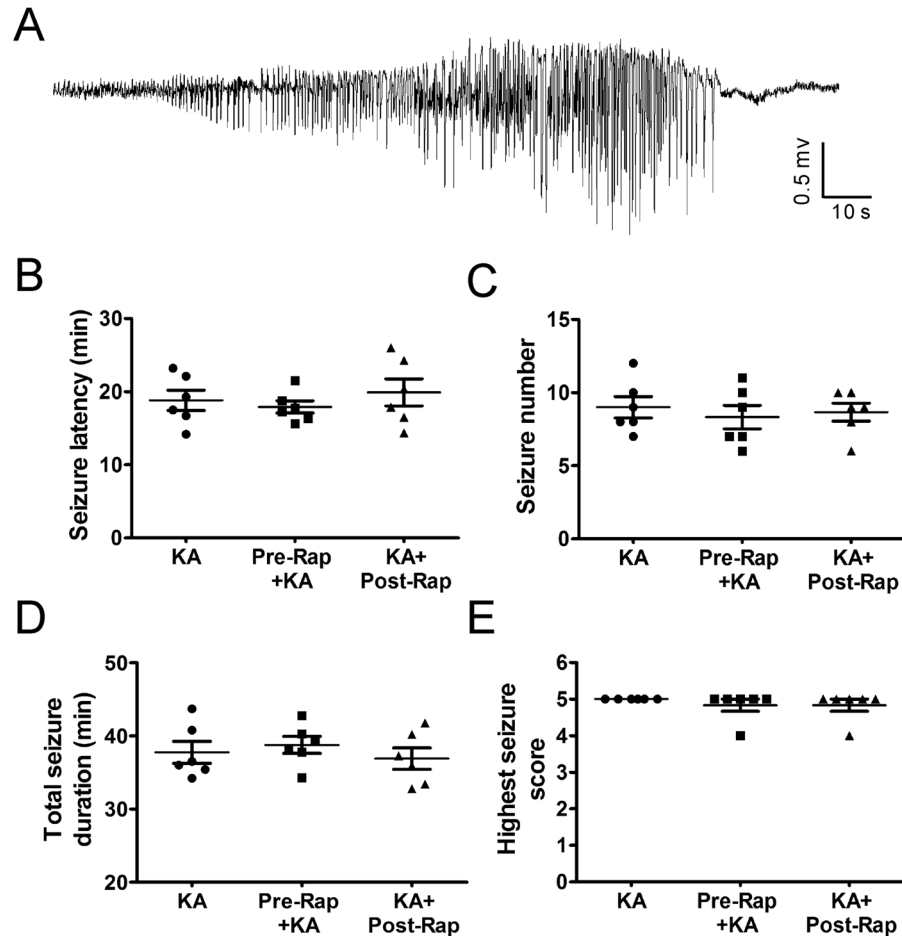 A
0.5 mv
10 s
B
Seizure latency (min)
30
20
10
0
KA
Pre-Rap
+KA
KA+
Post-Rap
C
Seizure number
15
10
5
0
KA
Pre-Rap
+KA
KA+
Post-Rap
D
Total seizure
duration (min)
50
40
30
20
KA
Pre-Rap
+KA
KA+
Post-Rap
E
Highest seizure
score
6
5
4
3
2
1
0
KA
Pre-Rap
+KA
KA+
Post-Rap